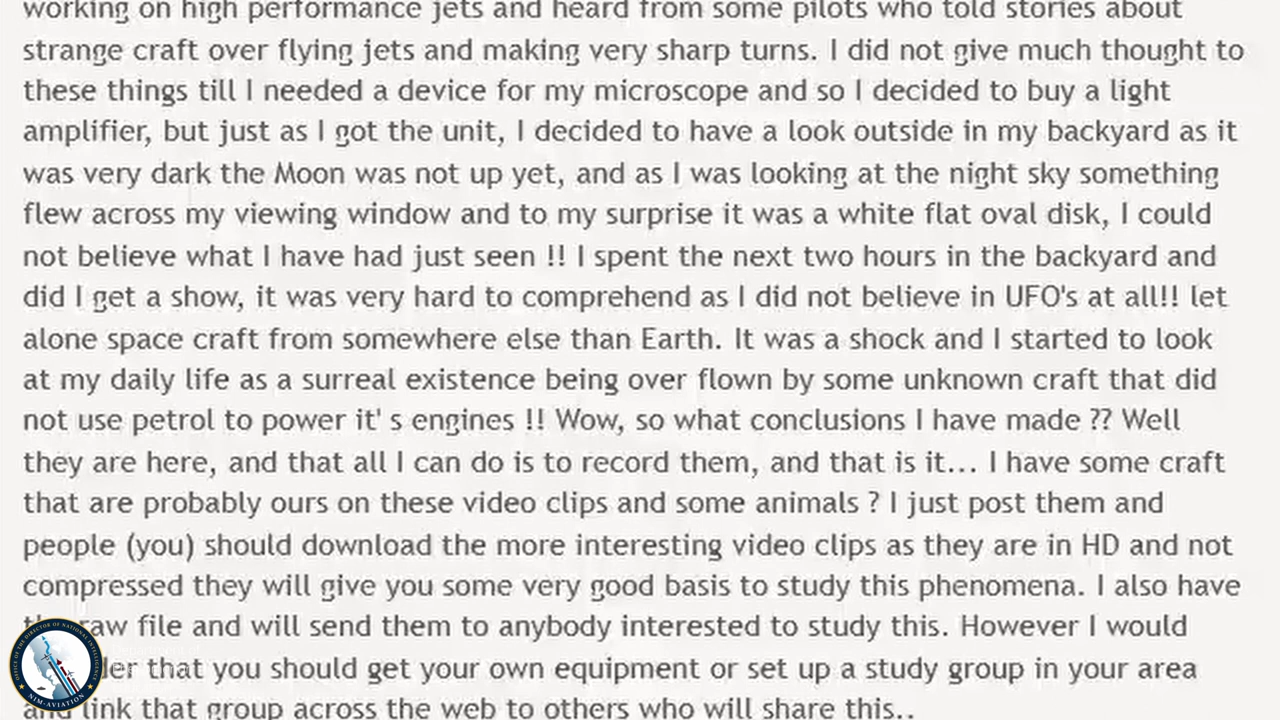 working on high performance jets and heard from some pilots who told stories about
strange craft over flying jets and making very sharp turns. I did not give much thought to
these things till I needed a device for my microscope and so I decided to buy a light
amplifier, but just as I got the unit, I decided to have a look outside in my backyard as it
was very dark the Moon was not up yet, and as I was looking at the night sky something
flew across my viewing window and to my surprise it was a white flat oval disk, I could
not believe what I have had just seen !! I spent the next two hours in the backyard and
did I get a show, it was very hard to comprehend as I did not believe in UFO's at all!! let
alone space craft from somewhere else than Earth. It was a shock and I started to look
at my daily life as a surreal existence being over flown by some unknown craft that did
not use petrol to power it' s engines !! Wow, so what conclusions I have made ?? Well
they are here, and that all I can do is to record them, and that is it... I have some craft
that are probably ours on these video clips and some animals ? I just post them and
people (you) should download the more interesting video clips as they are in HD and not
compressed they will give you some very good basis to study this phenomena. I also have
raw file and will send them to anybody interested to study this. However I would
that you should get your own equipment or set up a study group in your area
and link that group across the web to others who will share this..
OFFICE OF THE DIRECTOR OF NATIONAL INTELLIGENCE
NIM-AVIATION